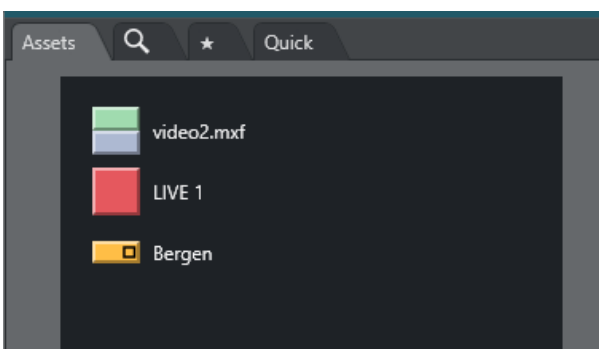 Assets ★ Quick
video2.mxf
LIVE 1
Bergen